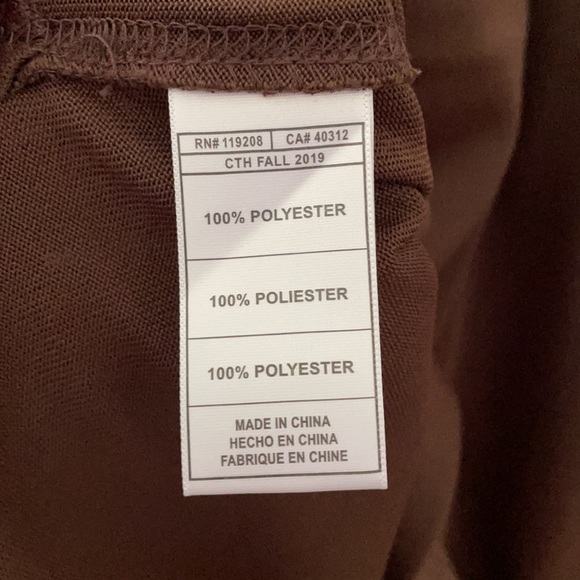 RN# 119208 CA# 40312
CTH FALL 2019
100% POLYESTER
100% POLIESTER
100% POLYESTER
MADE IN CHINA
HECHO EN CHINA
FABRIQUE EN CHINE